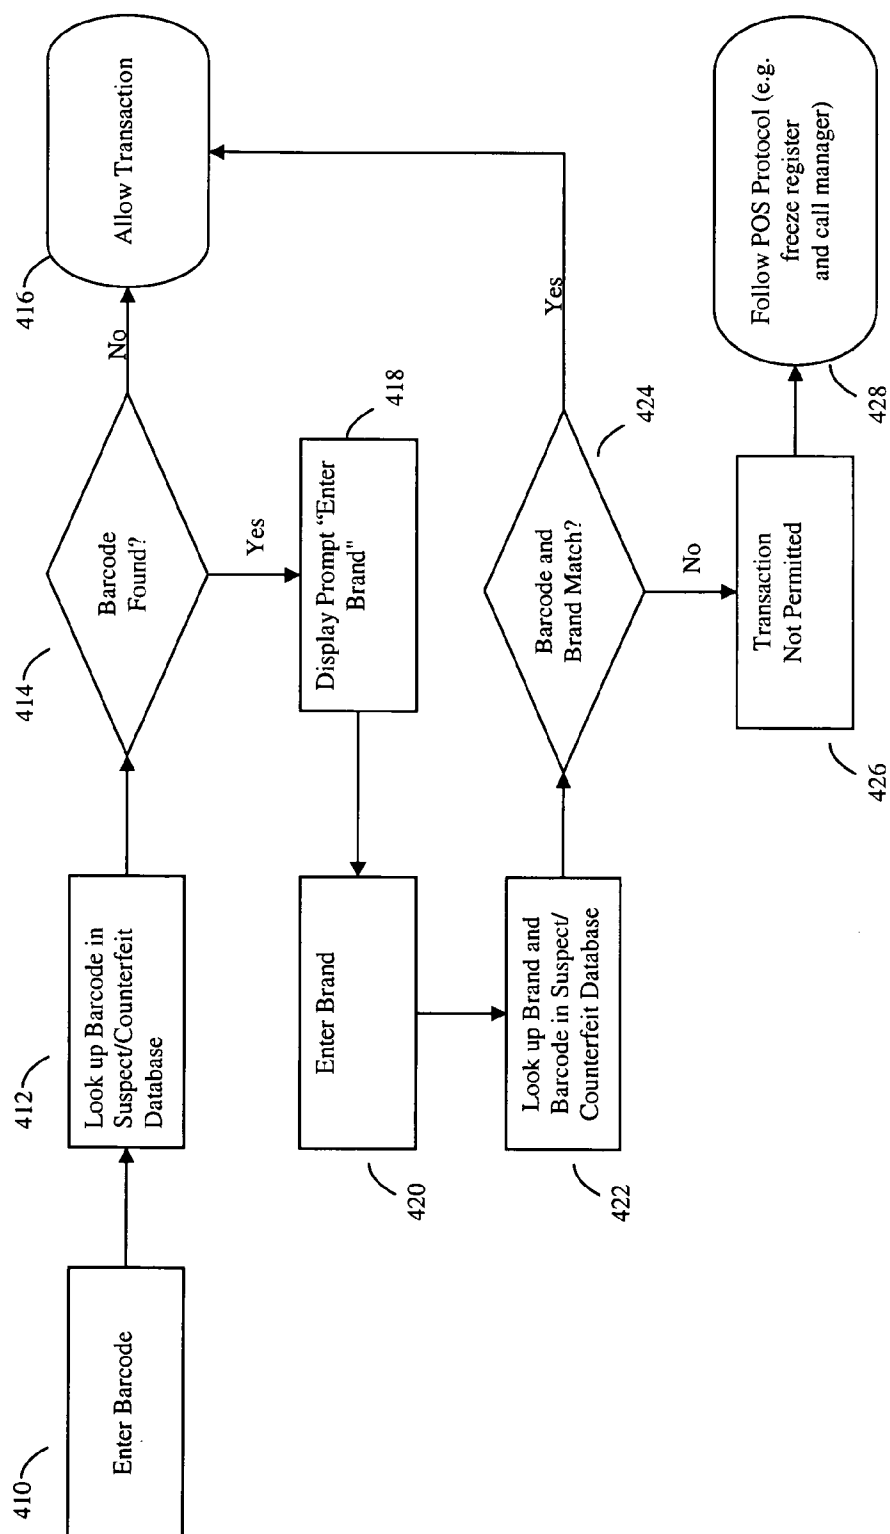 410
Enter Barcode
412
Look up Barcode in
Suspect/Counterfeit
Database
414
Barcode
Found?
No
416
Allow Transaction
Yes
418
Display Prompt “Enter
Brand"
Enter Brand
420
Look up Brand and
Barcode in Suspect/
Counterfeit Database
422
Barcode and
Brand Match?
424
Yes
No
Transaction
Not Permitted
426
Follow POS Protocol (e.g.
freeze register
and call manager)
428